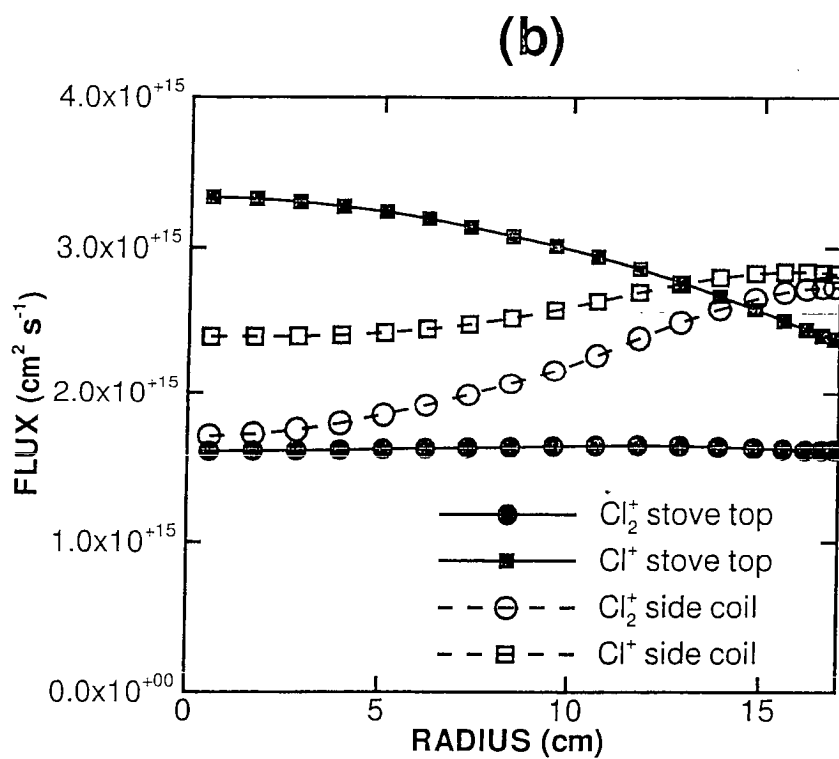 (b)
4.0x10+15
3.0x10+15
2.0x10+15
1.0x10+15
0.0x10+00
FLUX (cm2 s-1)
Cl2+ stove top
Cl+ stove top
Cl2+ side coil
Cl+ side coil
0 5 10 15
RADIUS (cm)